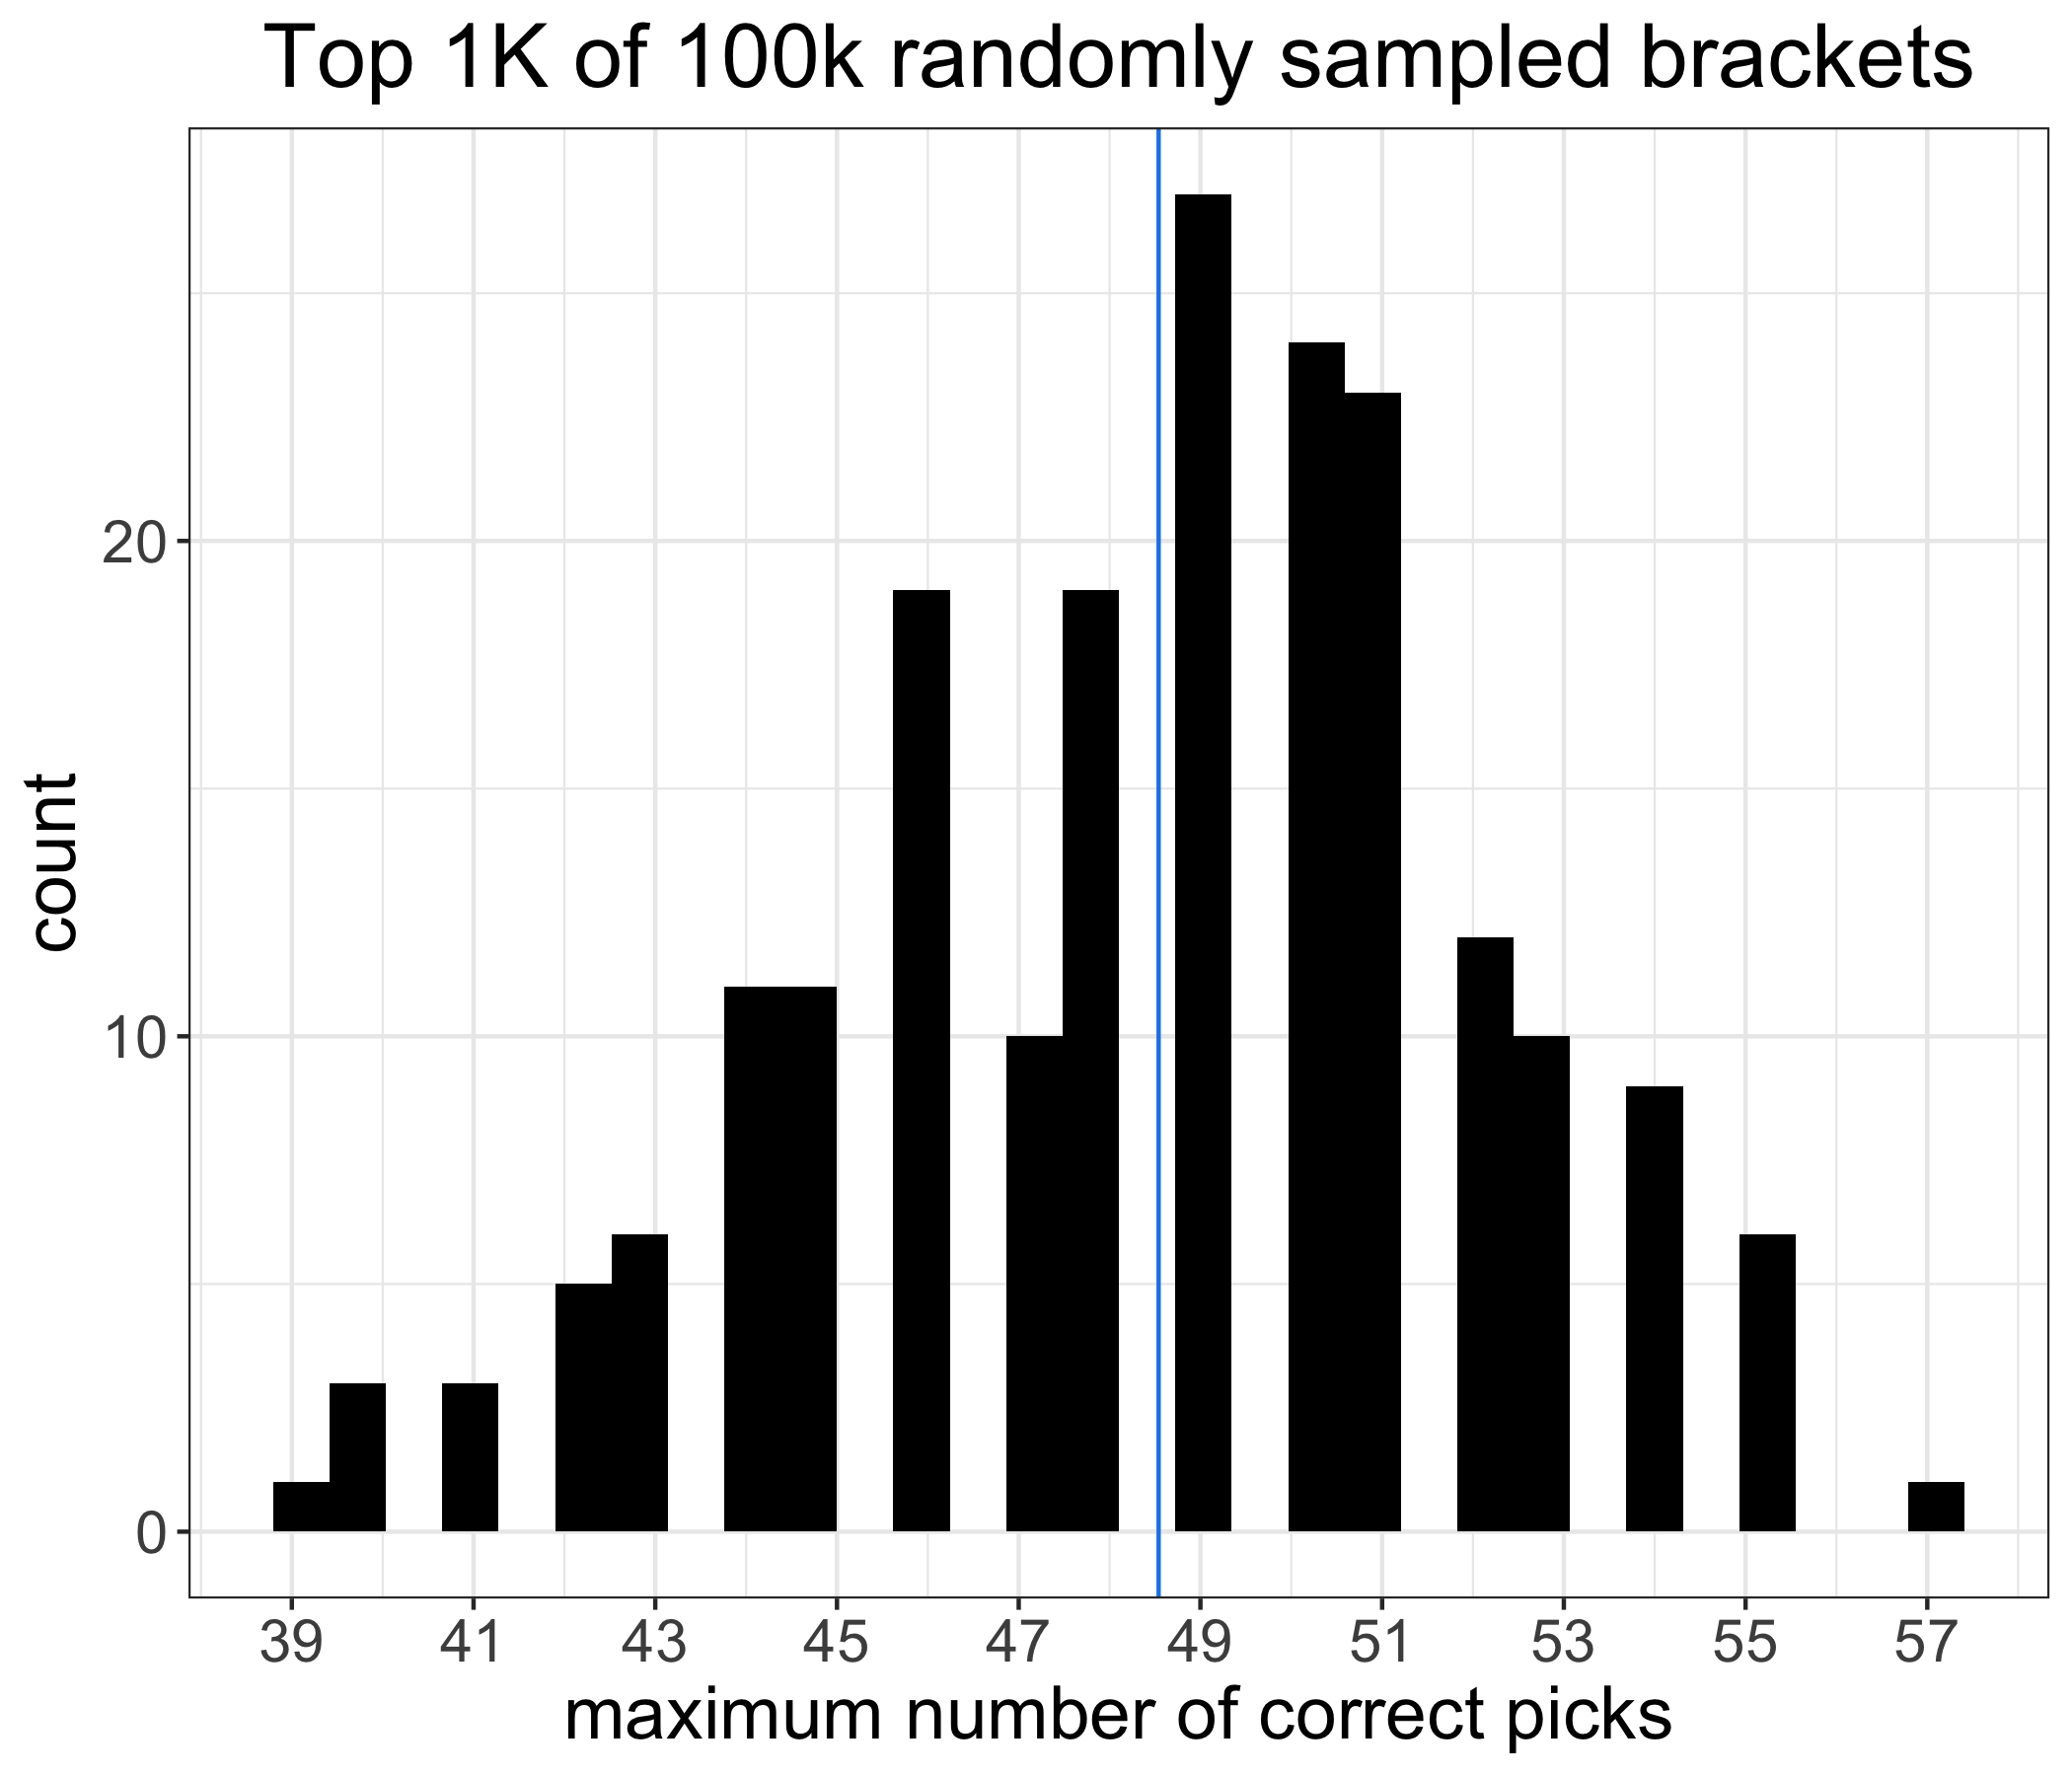 Top 1K of 100k randomly sampled brackets
count
20
10
0
39 41 43 45 47 49 51 53 55 57
maximum number of correct picks